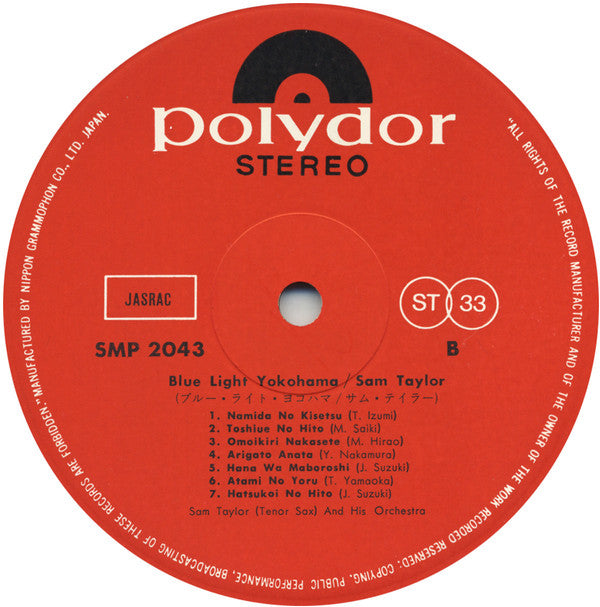 polydor
STEREO
JASRAC
ST 33
SMP 2043
B
Blue Light Yokohama / Sam Taylor
(ブルー・ライト・ヨコハマ / サム・テイラー)
1. Namida No Kisetsu (T. Izumi)
2. Toshiue No Hito (M. Saiki)
3. Omoikiri Nakasete (M. Hirao)
4. Arigato Anata (Y. Nakamura)
5. Hana Wa Maboroshi (J. Suzuki)
6. Atami No Yoru (T. Yamaoka)
7. Hatsukoi No Hito (J. Suzuki)
Sam Taylor (Tenor Sax) And His Orchestra
"ALL RIGHTS OF THE RECORD MANUFACTURER AND OF THE OWNER OF THE WORK RECORDED RESERVED: COPYING, PUBLIC PERFORMANCE, BROADCASTING OF THESE RECORDS ARE FORBIDDEN." MANUFACTURED BY NIPPON GRAMMOPHON CO., LTD. JAPAN.